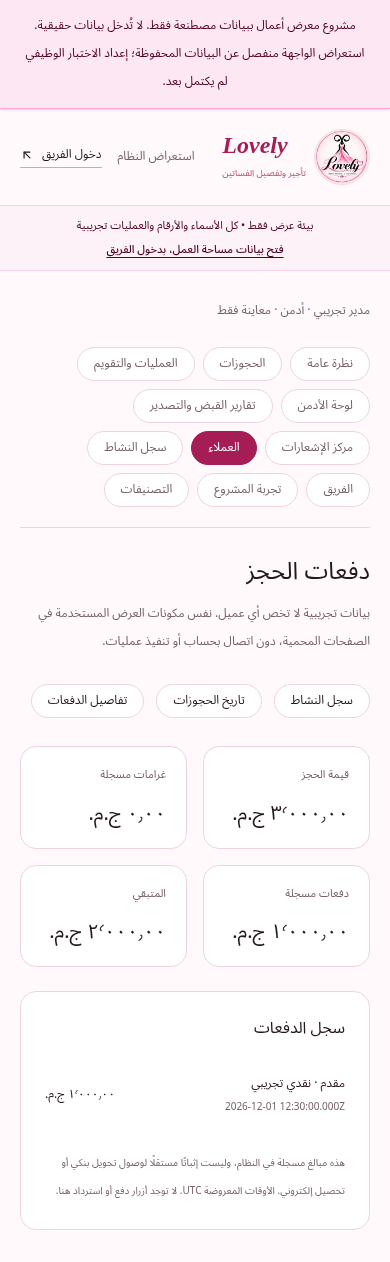 مشروع معرض أعمال ببيانات مصطنعة فقط. لا تُدخل بيانات حقيقية.
استعراض الواجهة منفصل عن البيانات المحفوظة؛ إعداد الاختبار الوظيفي
لم يكتمل بعد.
Lovely
Lovely
تأجير وتفصيل الفساتين
استعراض النظام
دخول الفريق ↗
بيئة عرض فقط • كل الأسماء والأرقام والعمليات تجريبية
فتح بيانات مساحة العمل، بدخول الفريق
مدير تجريبي · أدمن · معاينة فقط
نظرة عامة
الحجوزات
العمليات والتقويم
لوحة الأدمن
تقارير القبض والتصدير
مركز الإشعارات
العملاء
سجل النشاط
الفريق
تجربة المشروع
التصنيفات
دفعات الحجز
بيانات تجريبية لا تخص أي عميل. نفس مكونات العرض المستخدمة في
الصفحات المحمية، دون اتصال بحساب أو تنفيذ عمليات.
سجل النشاط
تاريخ الحجوزات
تفاصيل الدفعات
قيمة الحجز
٣٬٠٠٠٫٠٠ ج.م.
غرامات مسجلة
٠٫٠٠ ج.م.
دفعات مسجلة
١٬٠٠٠٫٠٠ ج.م.
المتبقي
٢٬٠٠٠٫٠٠ ج.م.
سجل الدفعات
مقدم · نقدي تجريبي
2026-12-01 12:30:00.000Z
١٬٠٠٠٫٠٠ ج.م.
هذه مبالغ مسجلة في النظام، وليست إثباتًا مستقلًا لوصول تحويل بنكي أو
تحصيل إلكتروني. الأوقات المعروضة UTC. لا توجد أزرار دفع أو استرداد هنا.